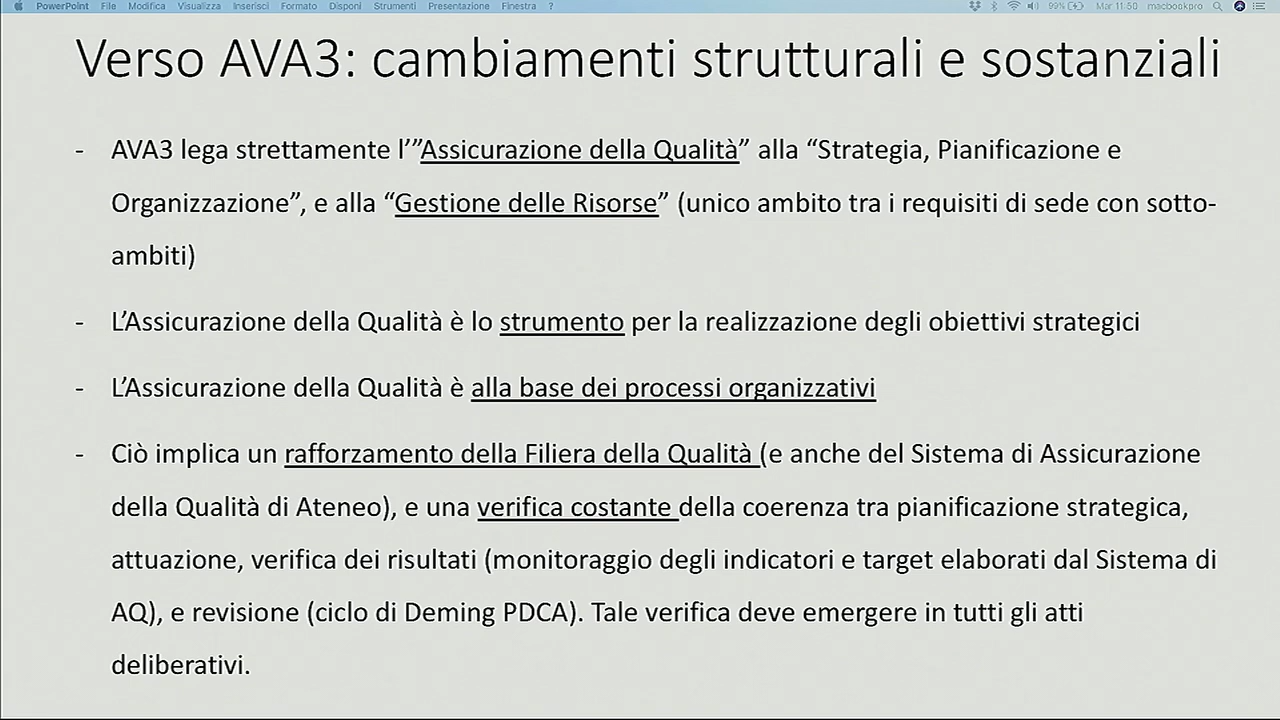 PowerPoint File Modifica Visualizza Inserisci Formato Disponi Strumenti Presentazione Finestra ? 99% Mar 11:50 macbookpro
Verso AVA3: cambiamenti strutturali e sostanziali
- AVA3 lega strettamente l’”Assicurazione della Qualità” alla “Strategia, Pianificazione e
Organizzazione”, e alla “Gestione delle Risorse” (unico ambito tra i requisiti di sede con sotto-
ambiti)
- L’Assicurazione della Qualità è lo strumento per la realizzazione degli obiettivi strategici
- L’Assicurazione della Qualità è alla base dei processi organizzativi
- Ciò implica un rafforzamento della Filiera della Qualità (e anche del Sistema di Assicurazione
della Qualità di Ateneo), e una verifica costante della coerenza tra pianificazione strategica,
attuazione, verifica dei risultati (monitoraggio degli indicatori e target elaborati dal Sistema di
AQ), e revisione (ciclo di Deming PDCA). Tale verifica deve emergere in tutti gli atti
deliberativi.